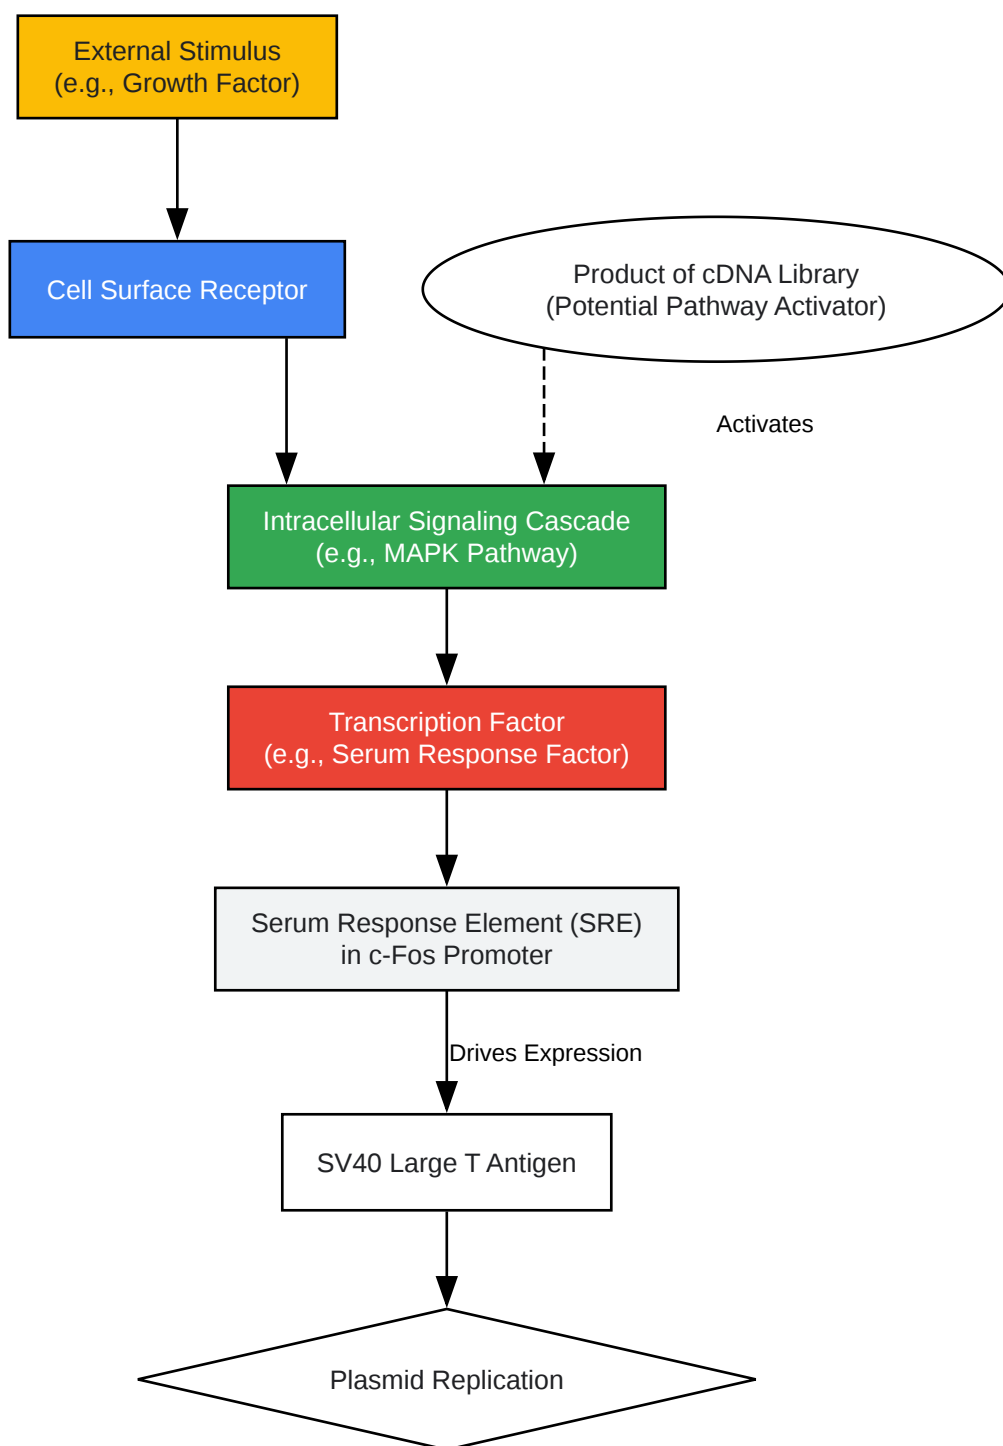 External Stimulus
(e.g., Growth Factor)
Cell Surface Receptor
Product of cDNA Library
(Potential Pathway Activator)
Activates
Intracellular Signaling Cascade
(e.g., MAPK Pathway)
Transcription Factor
(e.g., Serum Response Factor)
Serum Response Element (SRE)
in c-Fos Promoter
Drives Expression
SV40 Large T Antigen
Plasmid Replication